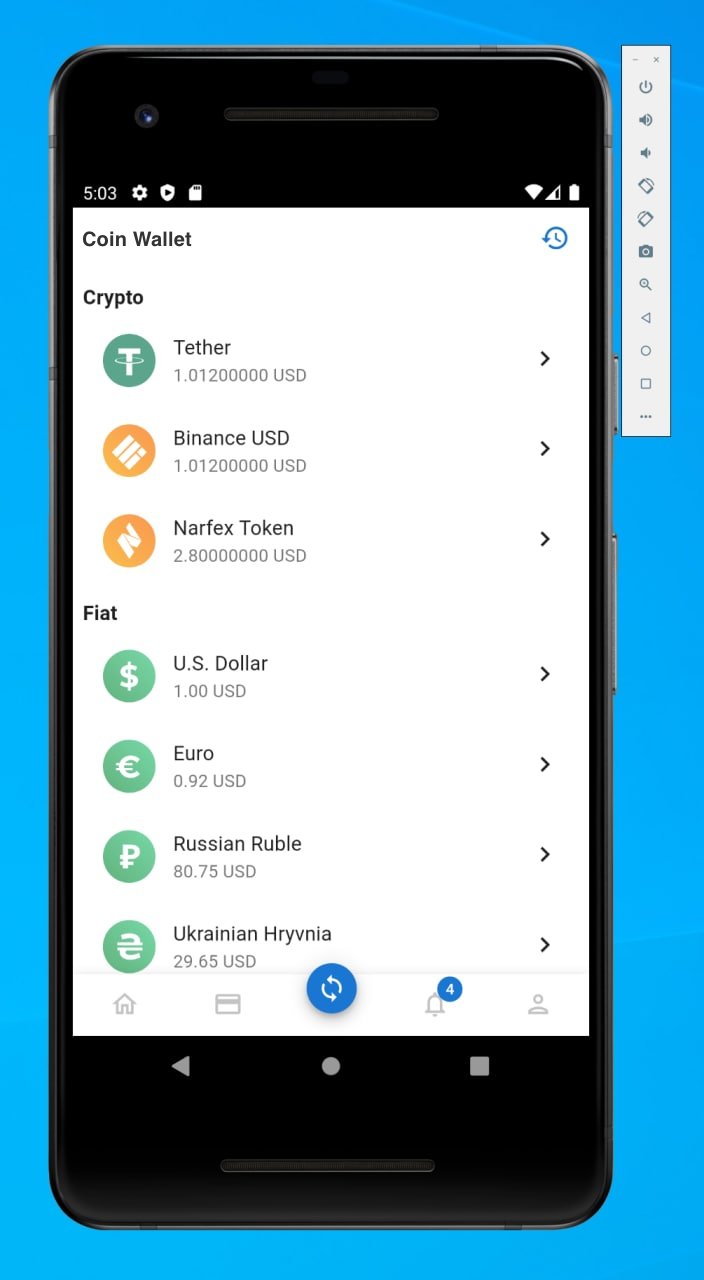 5:03
Coin Wallet
Crypto
Tether
1.01200000 USD
Binance USD
1.01200000 USD
Narfex Token
2.80000000 USD
Fiat
U.S. Dollar
1.00 USD
Euro
0.92 USD
Russian Ruble
80.75 USD
Ukrainian Hryvnia
29.65 USD
4